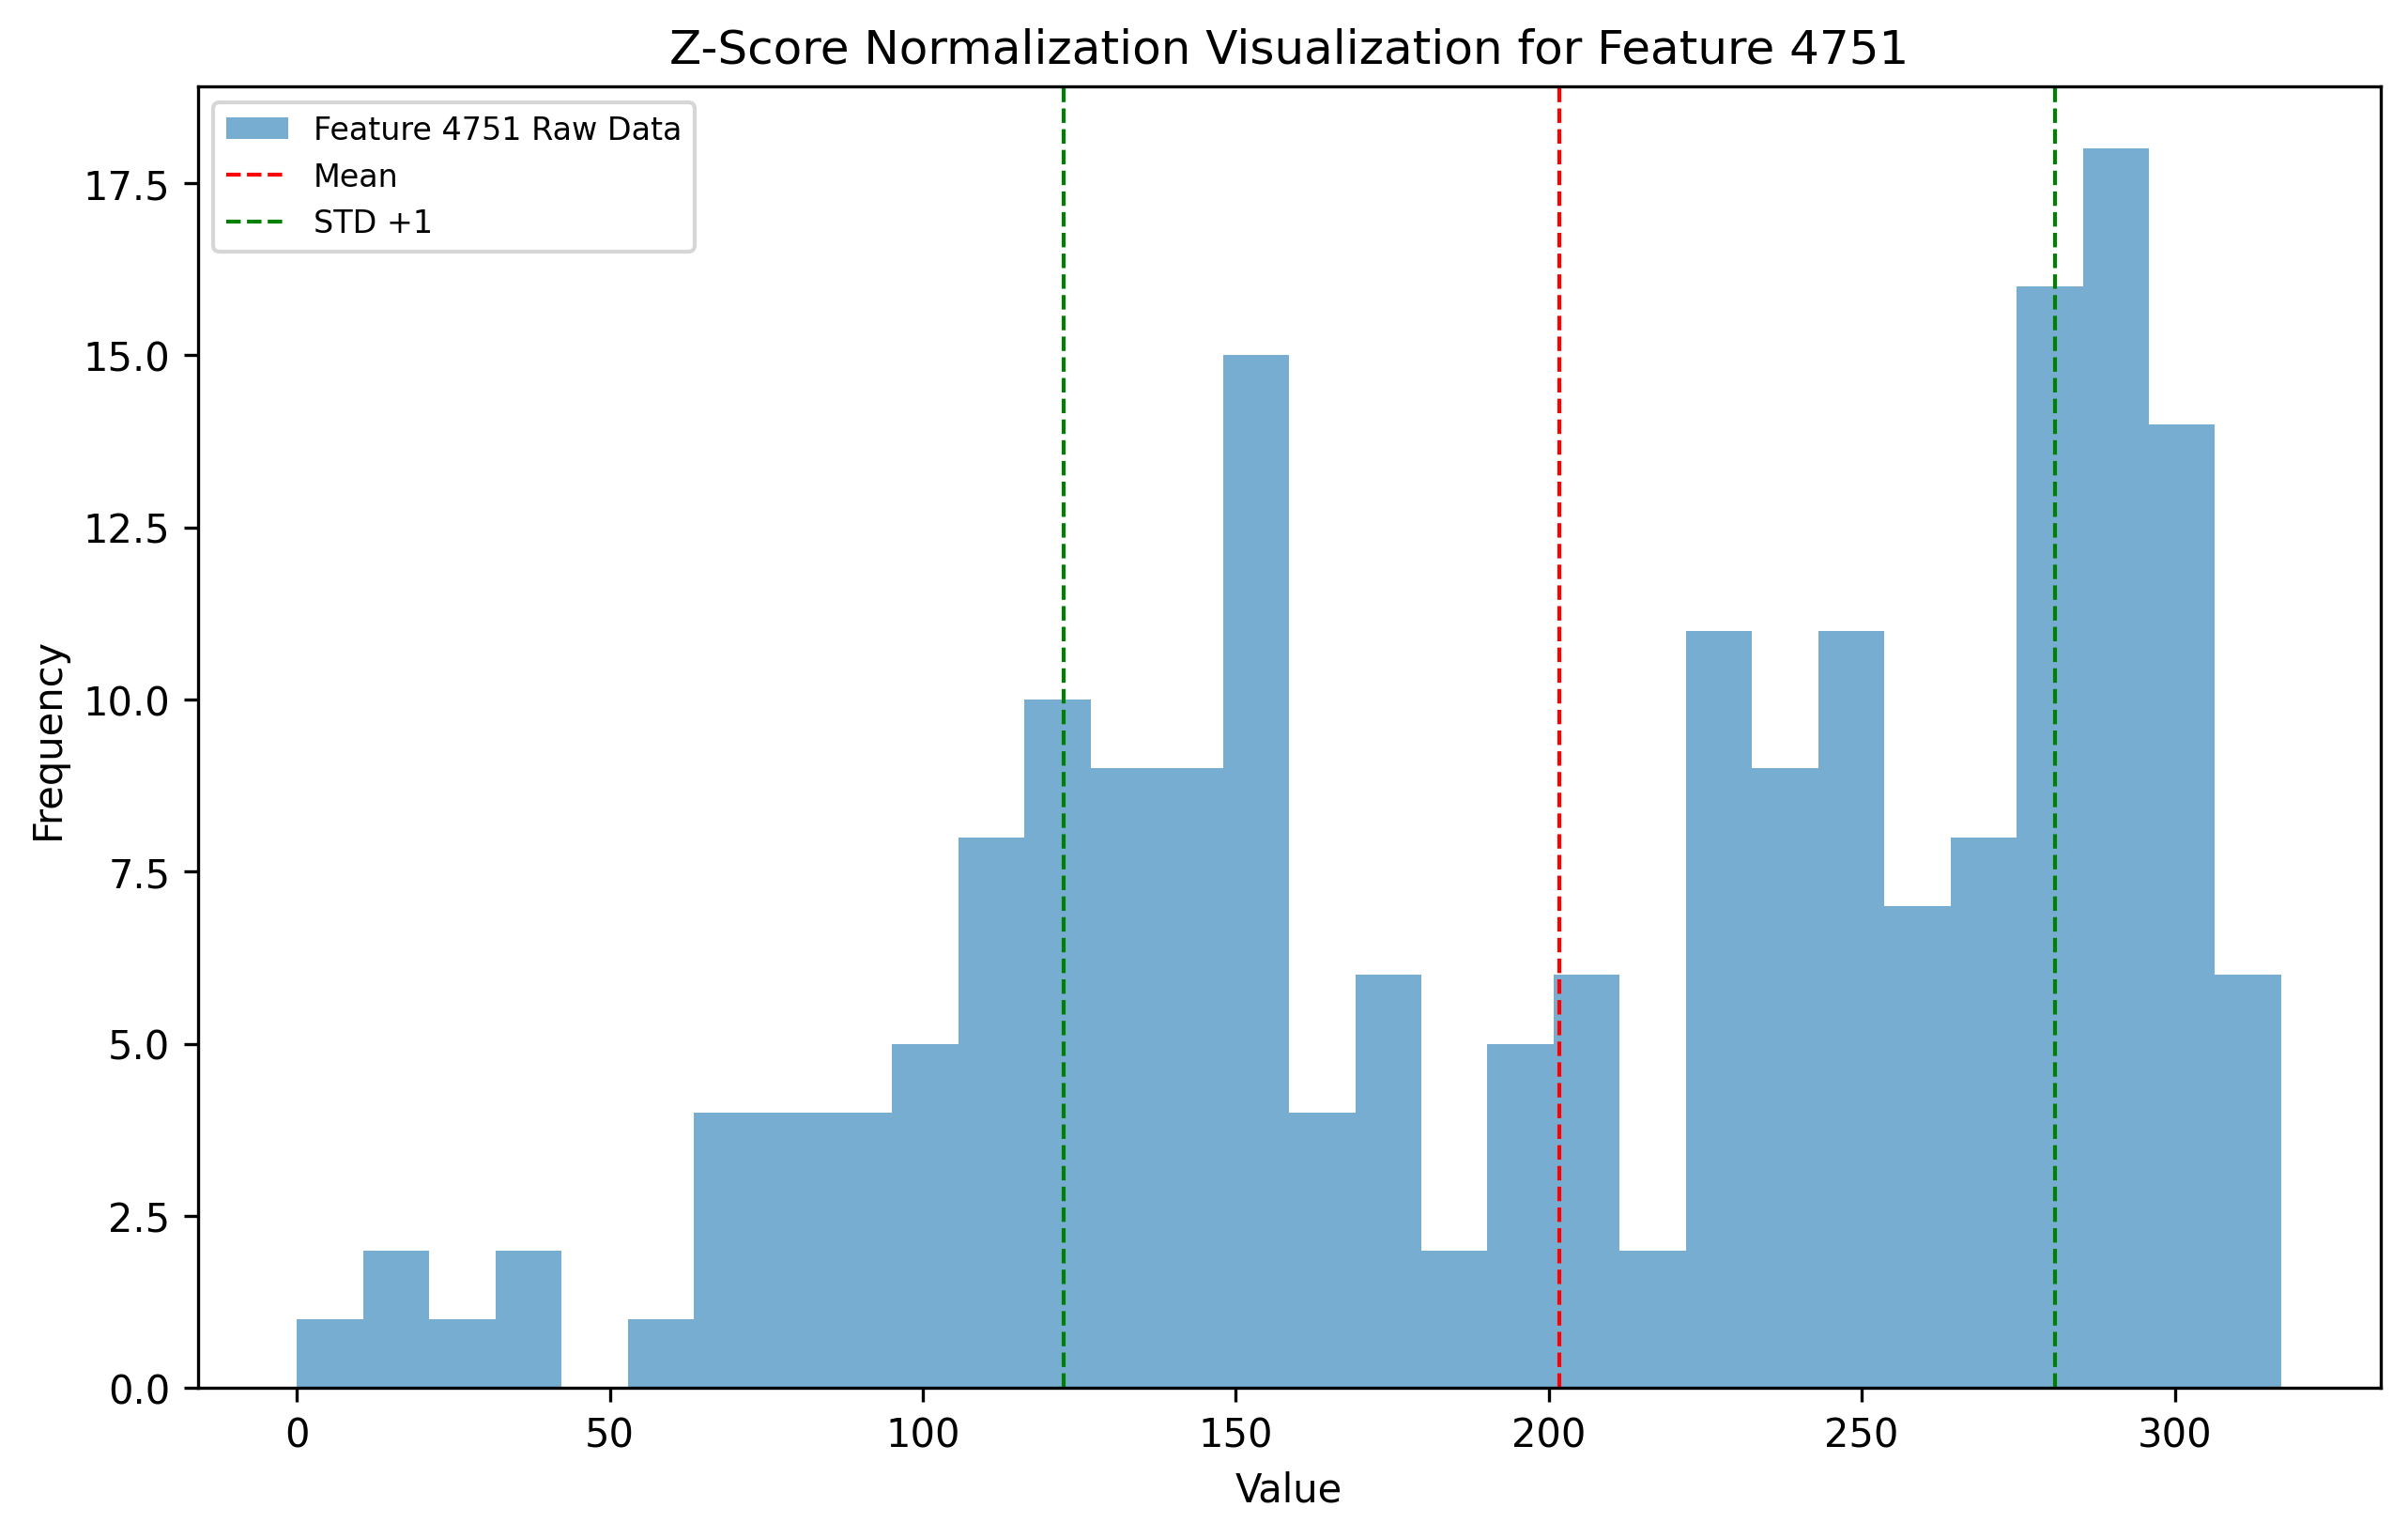 Z-Score Normalization Visualization for Feature 4751
Feature 4751 Raw Data
Mean
STD +1
17.5
15.0
12.5
10.0
7.5
5.0
2.5
0.0
Frequency
0 50 100 150 200 250 300
Value